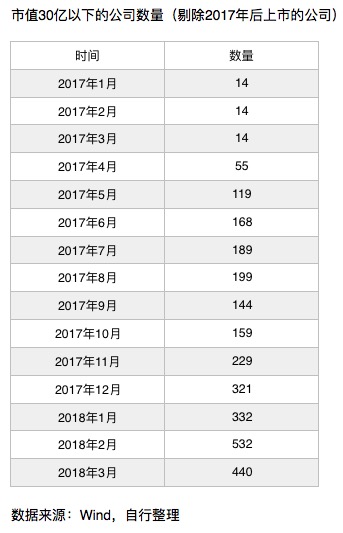 市值30亿以下的公司数量（剔除2017年后上市的公司）
时间 数量
2017年1月 14
2017年2月 14
2017年3月 14
2017年4月 55
2017年5月 119
2017年6月 168
2017年7月 189
2017年8月 199
2017年9月 144
2017年10月 159
2017年11月 229
2017年12月 321
2018年1月 332
2018年2月 532
2018年3月 440
数据来源：Wind，自行整理